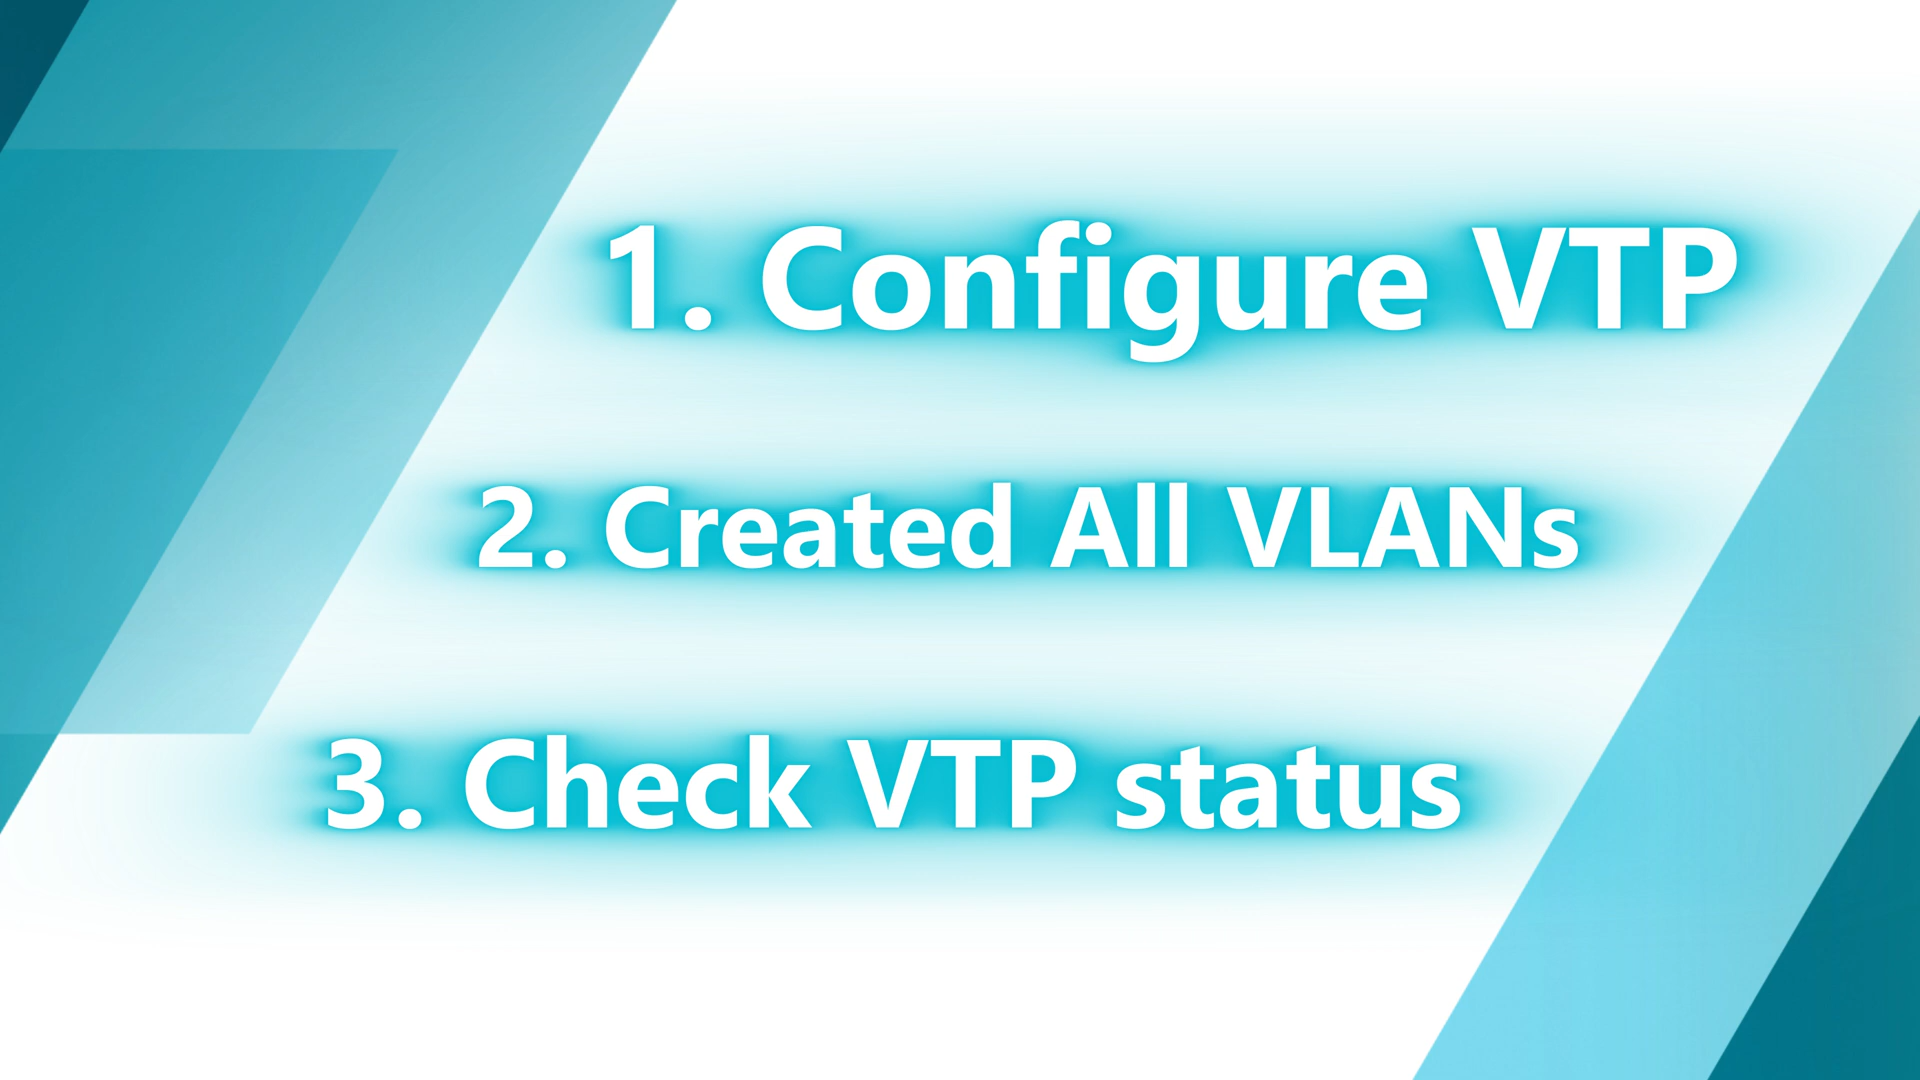 1. Configure VTP
2. Created All VLANs
3. Check VTP status